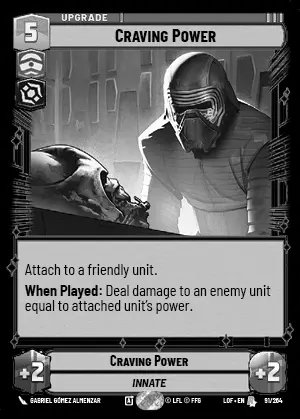 UPGRADE
5
CRAVING POWER
Attach to a friendly unit.
When Played: Deal damage to an enemy unit
equal to attached unit's power.
+2
CRAVING POWER
INNATE
+2
GABRIEL GÓMEZ ALMENZAR
© LFL © FFG
LOF • EN
91/264